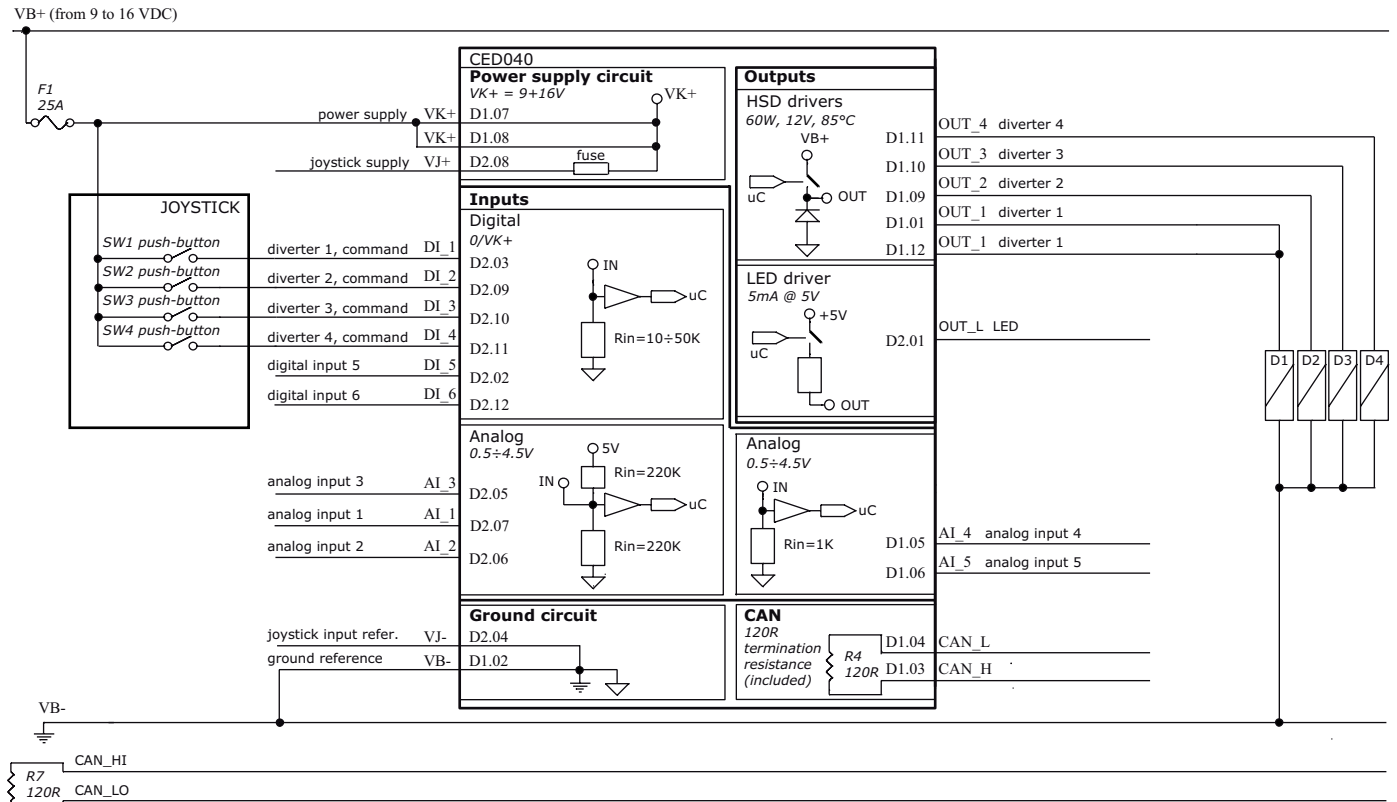 VB+ (from 9 to 16 VDC)
F1
25A
CED040
Power supply circuit
VK+ = 9+16V
VK+
power supply VK+ D1.07
VK+ D1.08
joystick supply VJ+ D2.08
fuse
JOYSTICK
SW1 push-button
SW2 push-button
SW3 push-button
SW4 push-button
Inputs
Digital
0/VK+
diverter 1, command DI_1 D2.03
diverter 2, command DI_2 D2.09
diverter 3, command DI_3 D2.10
diverter 4, command DI_4 D2.11
digital input 5 DI_5 D2.02
digital input 6 DI_6 D2.12
IN
uC
Rin=10÷50K
Analog
0.5÷4.5V
analog input 3 AI_3 D2.05
analog input 1 AI_1 D2.07
analog input 2 AI_2 D2.06
5V
Rin=220K
IN
uC
Rin=220K
Ground circuit
joystick input refer. VJ- D2.04
ground reference VB- D1.02
Outputs
HSD drivers
60W, 12V, 85°C
VB+
uC
OUT
D1.11 OUT_4 diverter 4
D1.10 OUT_3 diverter 3
D1.09 OUT_2 diverter 2
D1.01 OUT_1 diverter 1
D1.12 OUT_1 diverter 1
LED driver
5mA @ 5V
+5V
uC
OUT
D2.01 OUT_L LED
D1 D2 D3 D4
Analog
0.5÷4.5V
IN
uC
Rin=1K
D1.05 AI_4 analog input 4
D1.06 AI_5 analog input 5
CAN
120R
termination
resistance
(included)
R4
120R
D1.04 CAN_L
D1.03 CAN_H
VB-
CAN_HI
R7
120R
CAN_LO